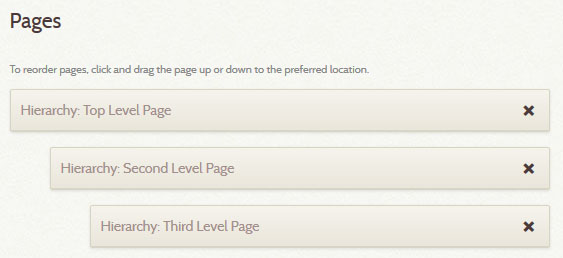 Pages
To reorder pages, click and drag the page up or down to the preferred location.
Hierarchy: Top Level Page
Hierarchy: Second Level Page
Hierarchy: Third Level Page